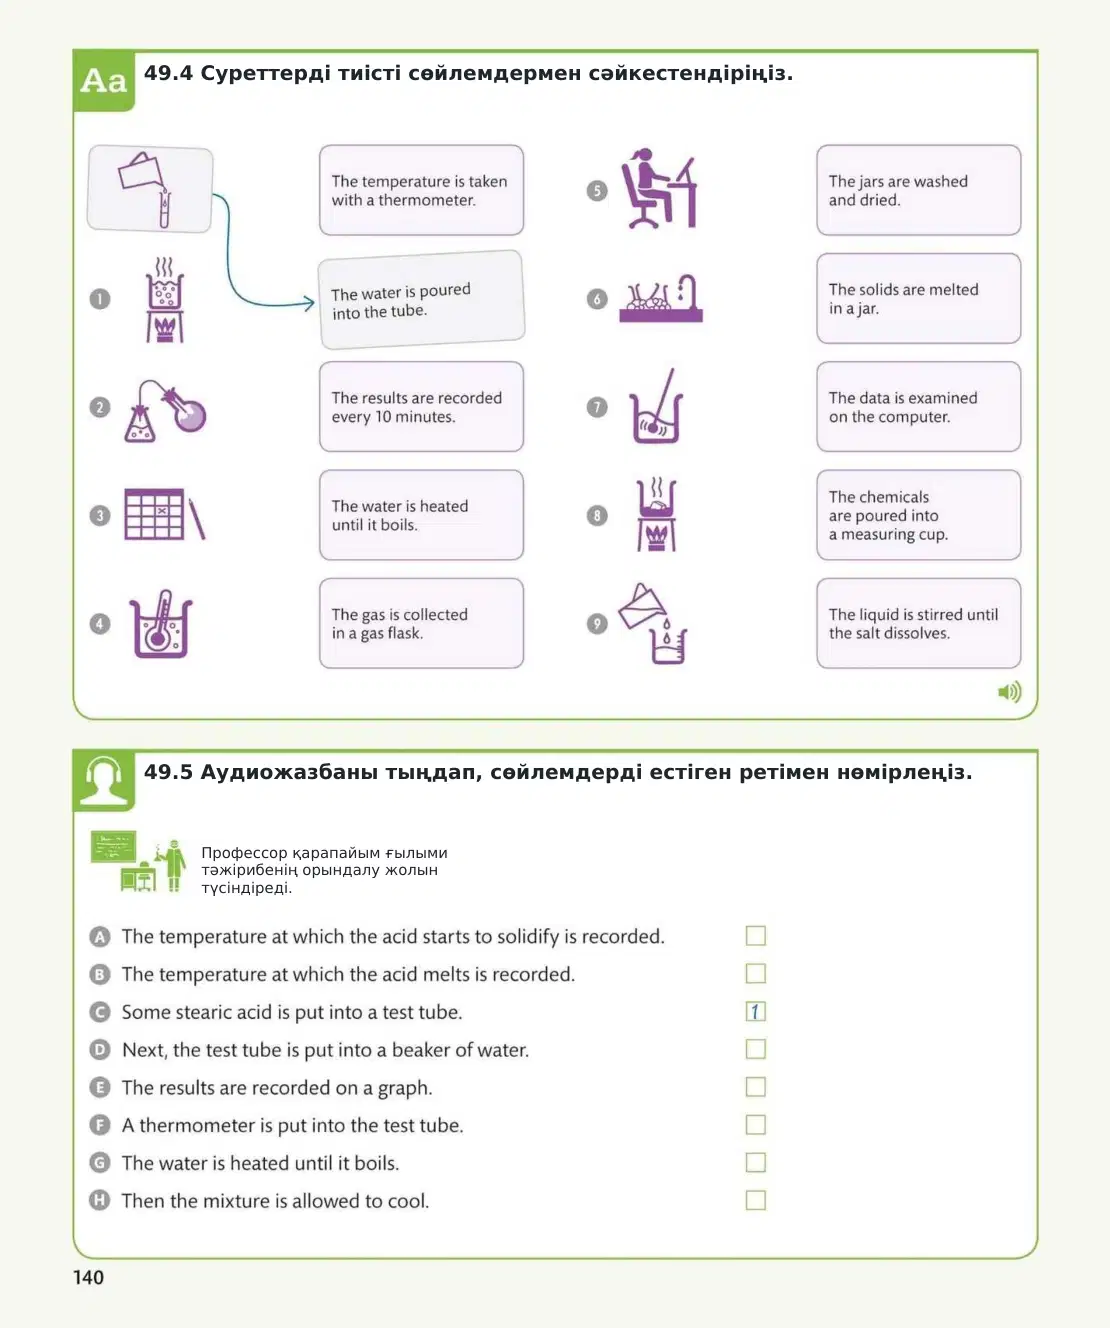 Aa
49.4 Суреттерді тиісті сөйлемдермен сәйкестендіріңіз.
The temperature is taken
with a thermometer.
1
The water is poured
into the tube.
2
The results are recorded
every 10 minutes.
3
The water is heated
until it boils.
4
The gas is collected
in a gas flask.
5
The jars are washed
and dried.
6
The solids are melted
in a jar.
7
The data is examined
on the computer.
8
The chemicals
are poured into
a measuring cup.
9
The liquid is stirred until
the salt dissolves.
49.5 Аудиожазбаны тыңдап, сөйлемдерді естіген ретімен нөмірлеңіз.
Профессор қарапайым ғылыми
тәжірибенің орындалу жолын
түсіндіреді.
A The temperature at which the acid starts to solidify is recorded.
B The temperature at which the acid melts is recorded.
C Some stearic acid is put into a test tube. 1
D Next, the test tube is put into a beaker of water.
E The results are recorded on a graph.
F A thermometer is put into the test tube.
G The water is heated until it boils.
H Then the mixture is allowed to cool.
140